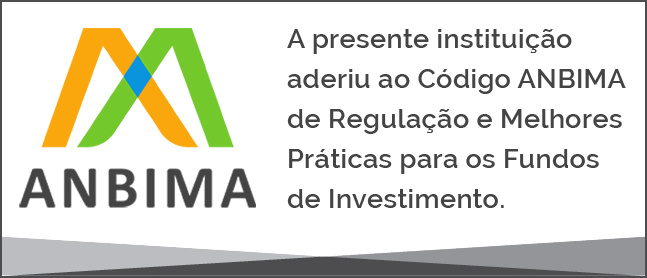 ANBIMA
A presente instituição
aderiu ao Código ANBIMA
de Regulação e Melhores
Práticas para os Fundos
de Investimento.